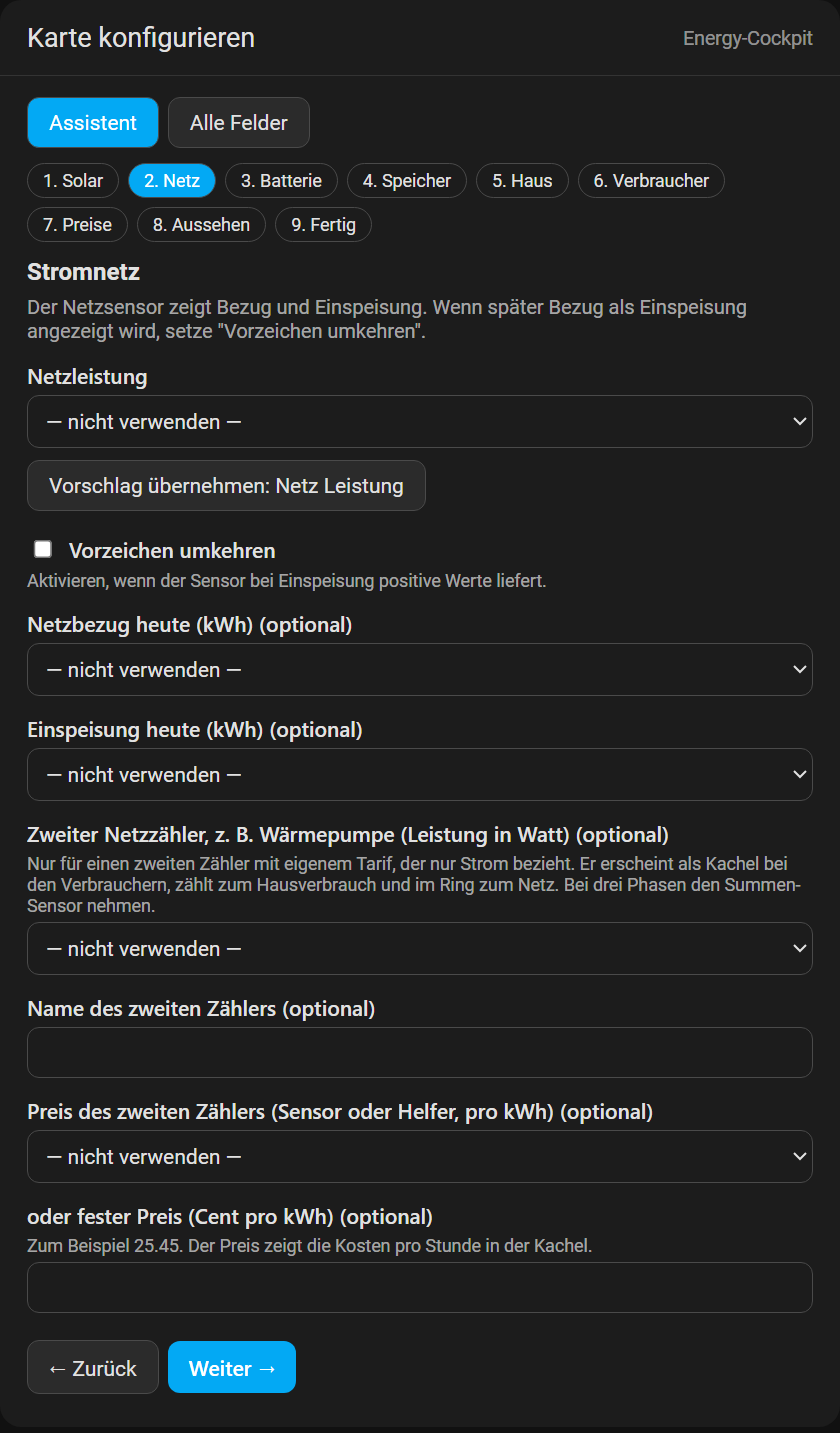 Karte konfigurieren
Energy-Cockpit
Assistent
Alle Felder
1. Solar
2. Netz
3. Batterie
4. Speicher
5. Haus
6. Verbraucher
7. Preise
8. Aussehen
9. Fertig
Stromnetz
Der Netzsensor zeigt Bezug und Einspeisung. Wenn später Bezug als Einspeisung
angezeigt wird, setze "Vorzeichen umkehren".
Netzleistung
— nicht verwenden —
Vorschlag übernehmen: Netz Leistung
Vorzeichen umkehren
Aktivieren, wenn der Sensor bei Einspeisung positive Werte liefert.
Netzbezug heute (kWh) (optional)
— nicht verwenden —
Einspeisung heute (kWh) (optional)
— nicht verwenden —
Zweiter Netzzähler, z. B. Wärmepumpe (Leistung in Watt) (optional)
Nur für einen zweiten Zähler mit eigenem Tarif, der nur Strom bezieht. Er erscheint als Kachel bei
den Verbrauchern, zählt zum Hausverbrauch und im Ring zum Netz. Bei drei Phasen den Summen-
Sensor nehmen.
— nicht verwenden —
Name des zweiten Zählers (optional)
Preis des zweiten Zählers (Sensor oder Helfer, pro kWh) (optional)
— nicht verwenden —
oder fester Preis (Cent pro kWh) (optional)
Zum Beispiel 25.45. Der Preis zeigt die Kosten pro Stunde in der Kachel.
← Zurück
Weiter →